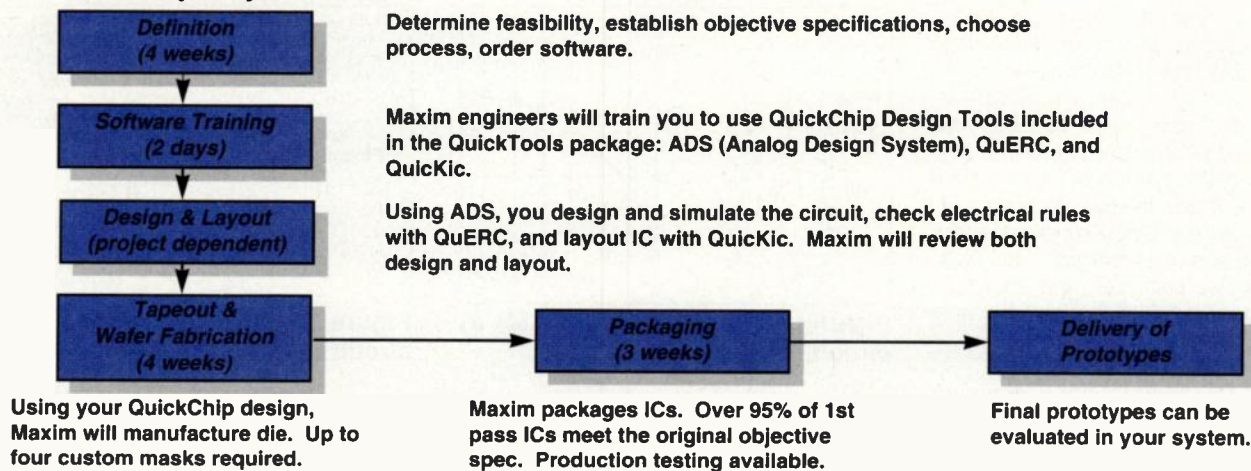 Definition
(4 weeks)
Determine feasibility, establish objective specifications, choose
process, order software.
Software Training
(2 days)
Maxim engineers will train you to use QuickChip Design Tools included
in the QuickTools package: ADS (Analog Design System), QuERC, and
QuicKic.
Design & Layout
(project dependent)
Using ADS, you design and simulate the circuit, check electrical rules
with QuERC, and layout IC with QuicKic. Maxim will review both
design and layout.
Tapeout &
Wafer Fabrication
(4 weeks)
Using your QuickChip design,
Maxim will manufacture die. Up to
four custom masks required.
Packaging
(3 weeks)
Maxim packages ICs. Over 95% of 1st
pass ICs meet the original objective
spec. Production testing available.
Delivery of
Prototypes
Final prototypes can be
evaluated in your system.